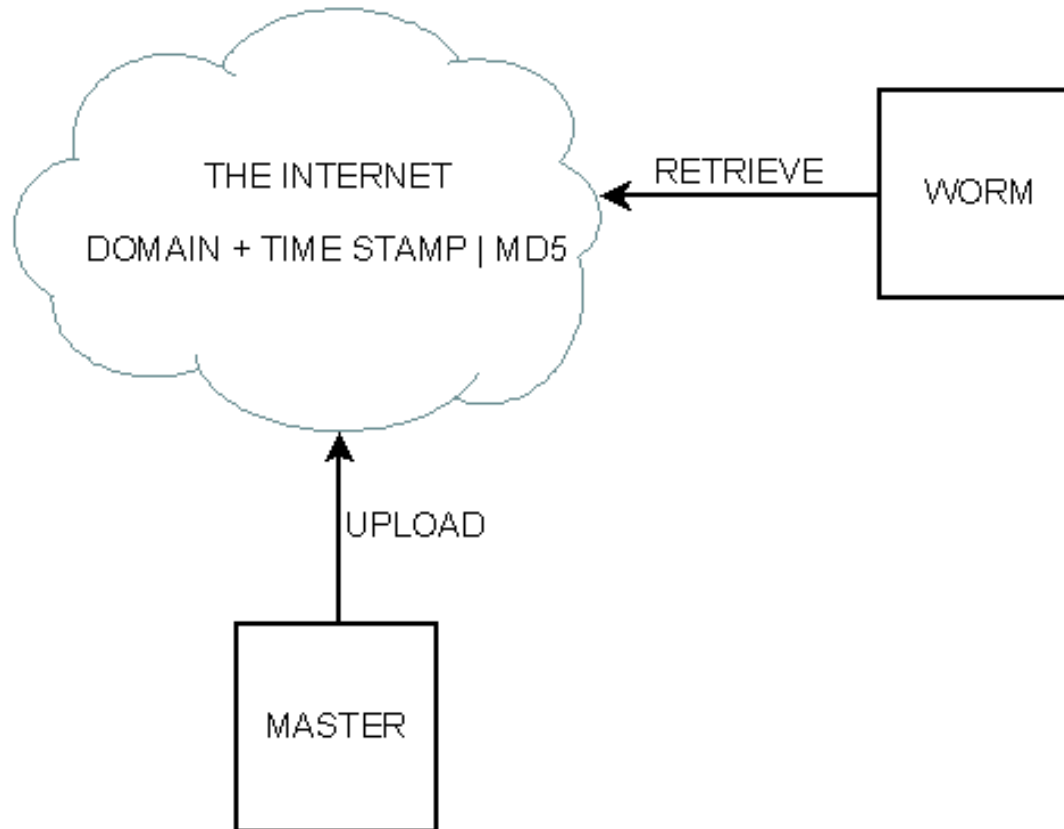 THE INTERNET
DOMAIN + TIME STAMP | MD5
RETRIEVE
WORM
UPLOAD
MASTER